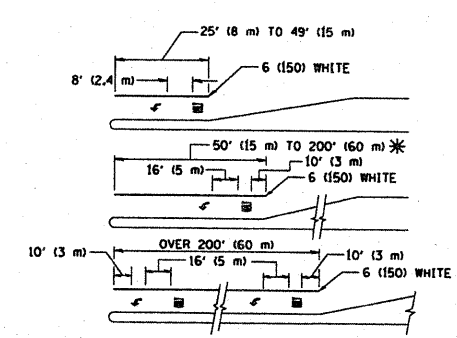 25' (8 m) TO 49' (15 m)
6 (150) WHITE
8' (2.4 m)
50' (15 m) TO 200' (60 m) ✳
16' (5 m)
10' (3 m)
6 (150) WHITE
OVER 200' (60 m)
10' (3 m)
16' (5 m)
10' (3 m)
6 (150) WHITE